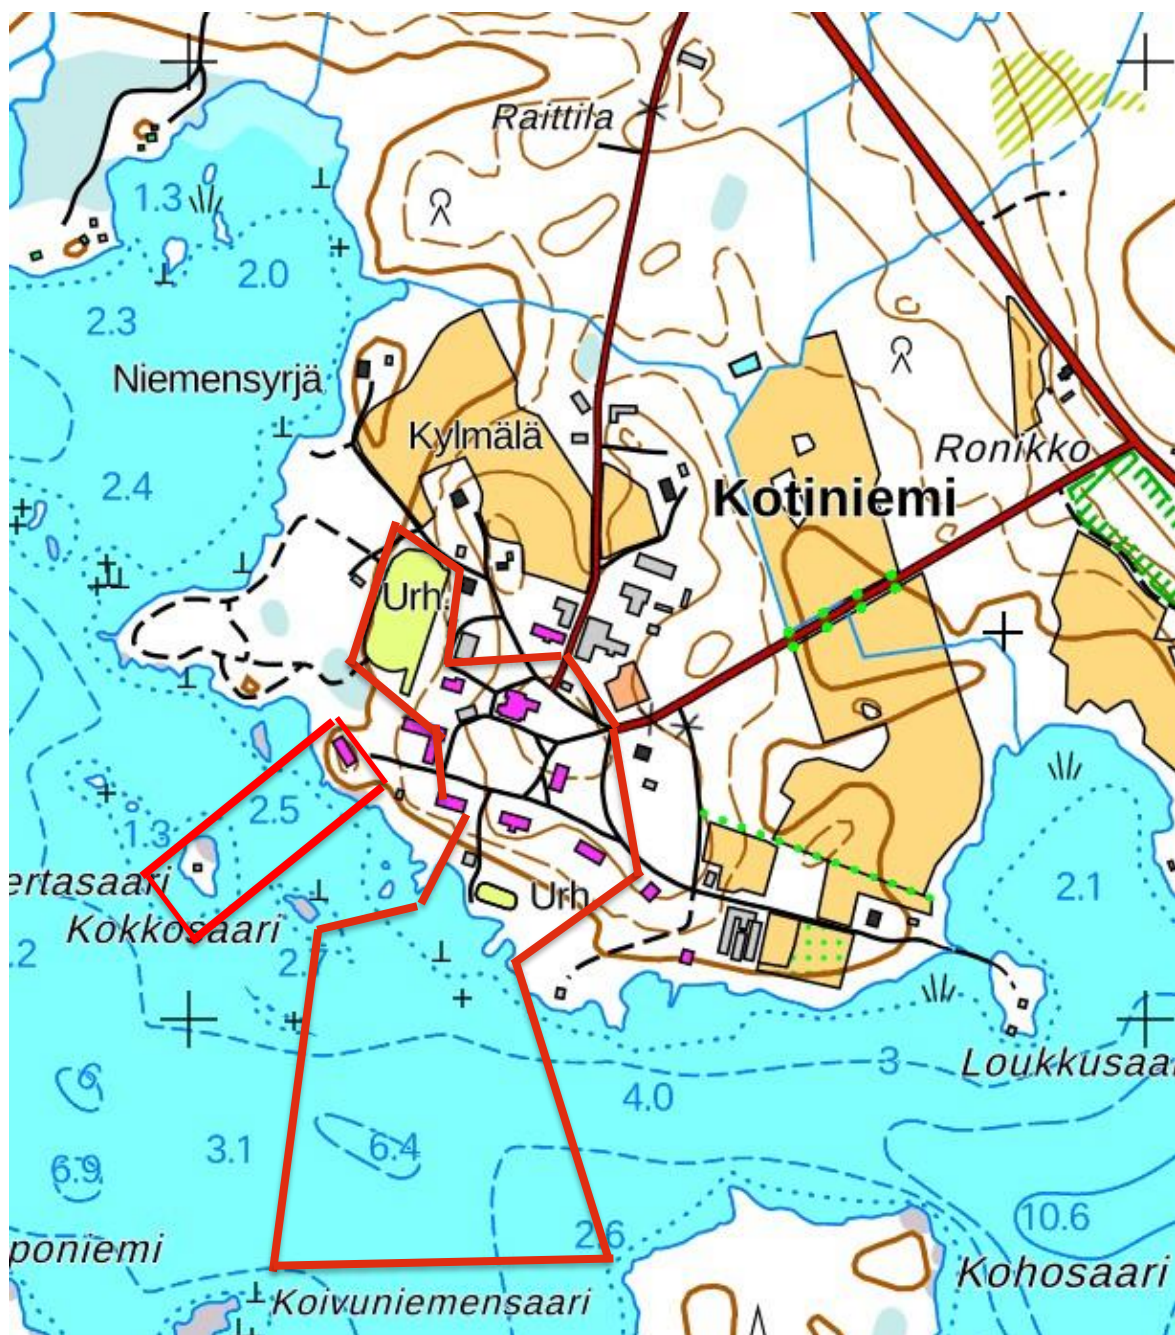 Raittila
1.3
2.0
2.3
Niemensyrjä
Kylmälä
Ronikko
2.4
Kotiniemi
Urh.
2.5
1.3
ertasaari
Urh.
2.1
Kokkosaari
2
2.7
3
Loukkusaar
4.0
3.1
6.4
6.9
10.6
2.6
poniemi
Kohosaari
Koivuniemensaari